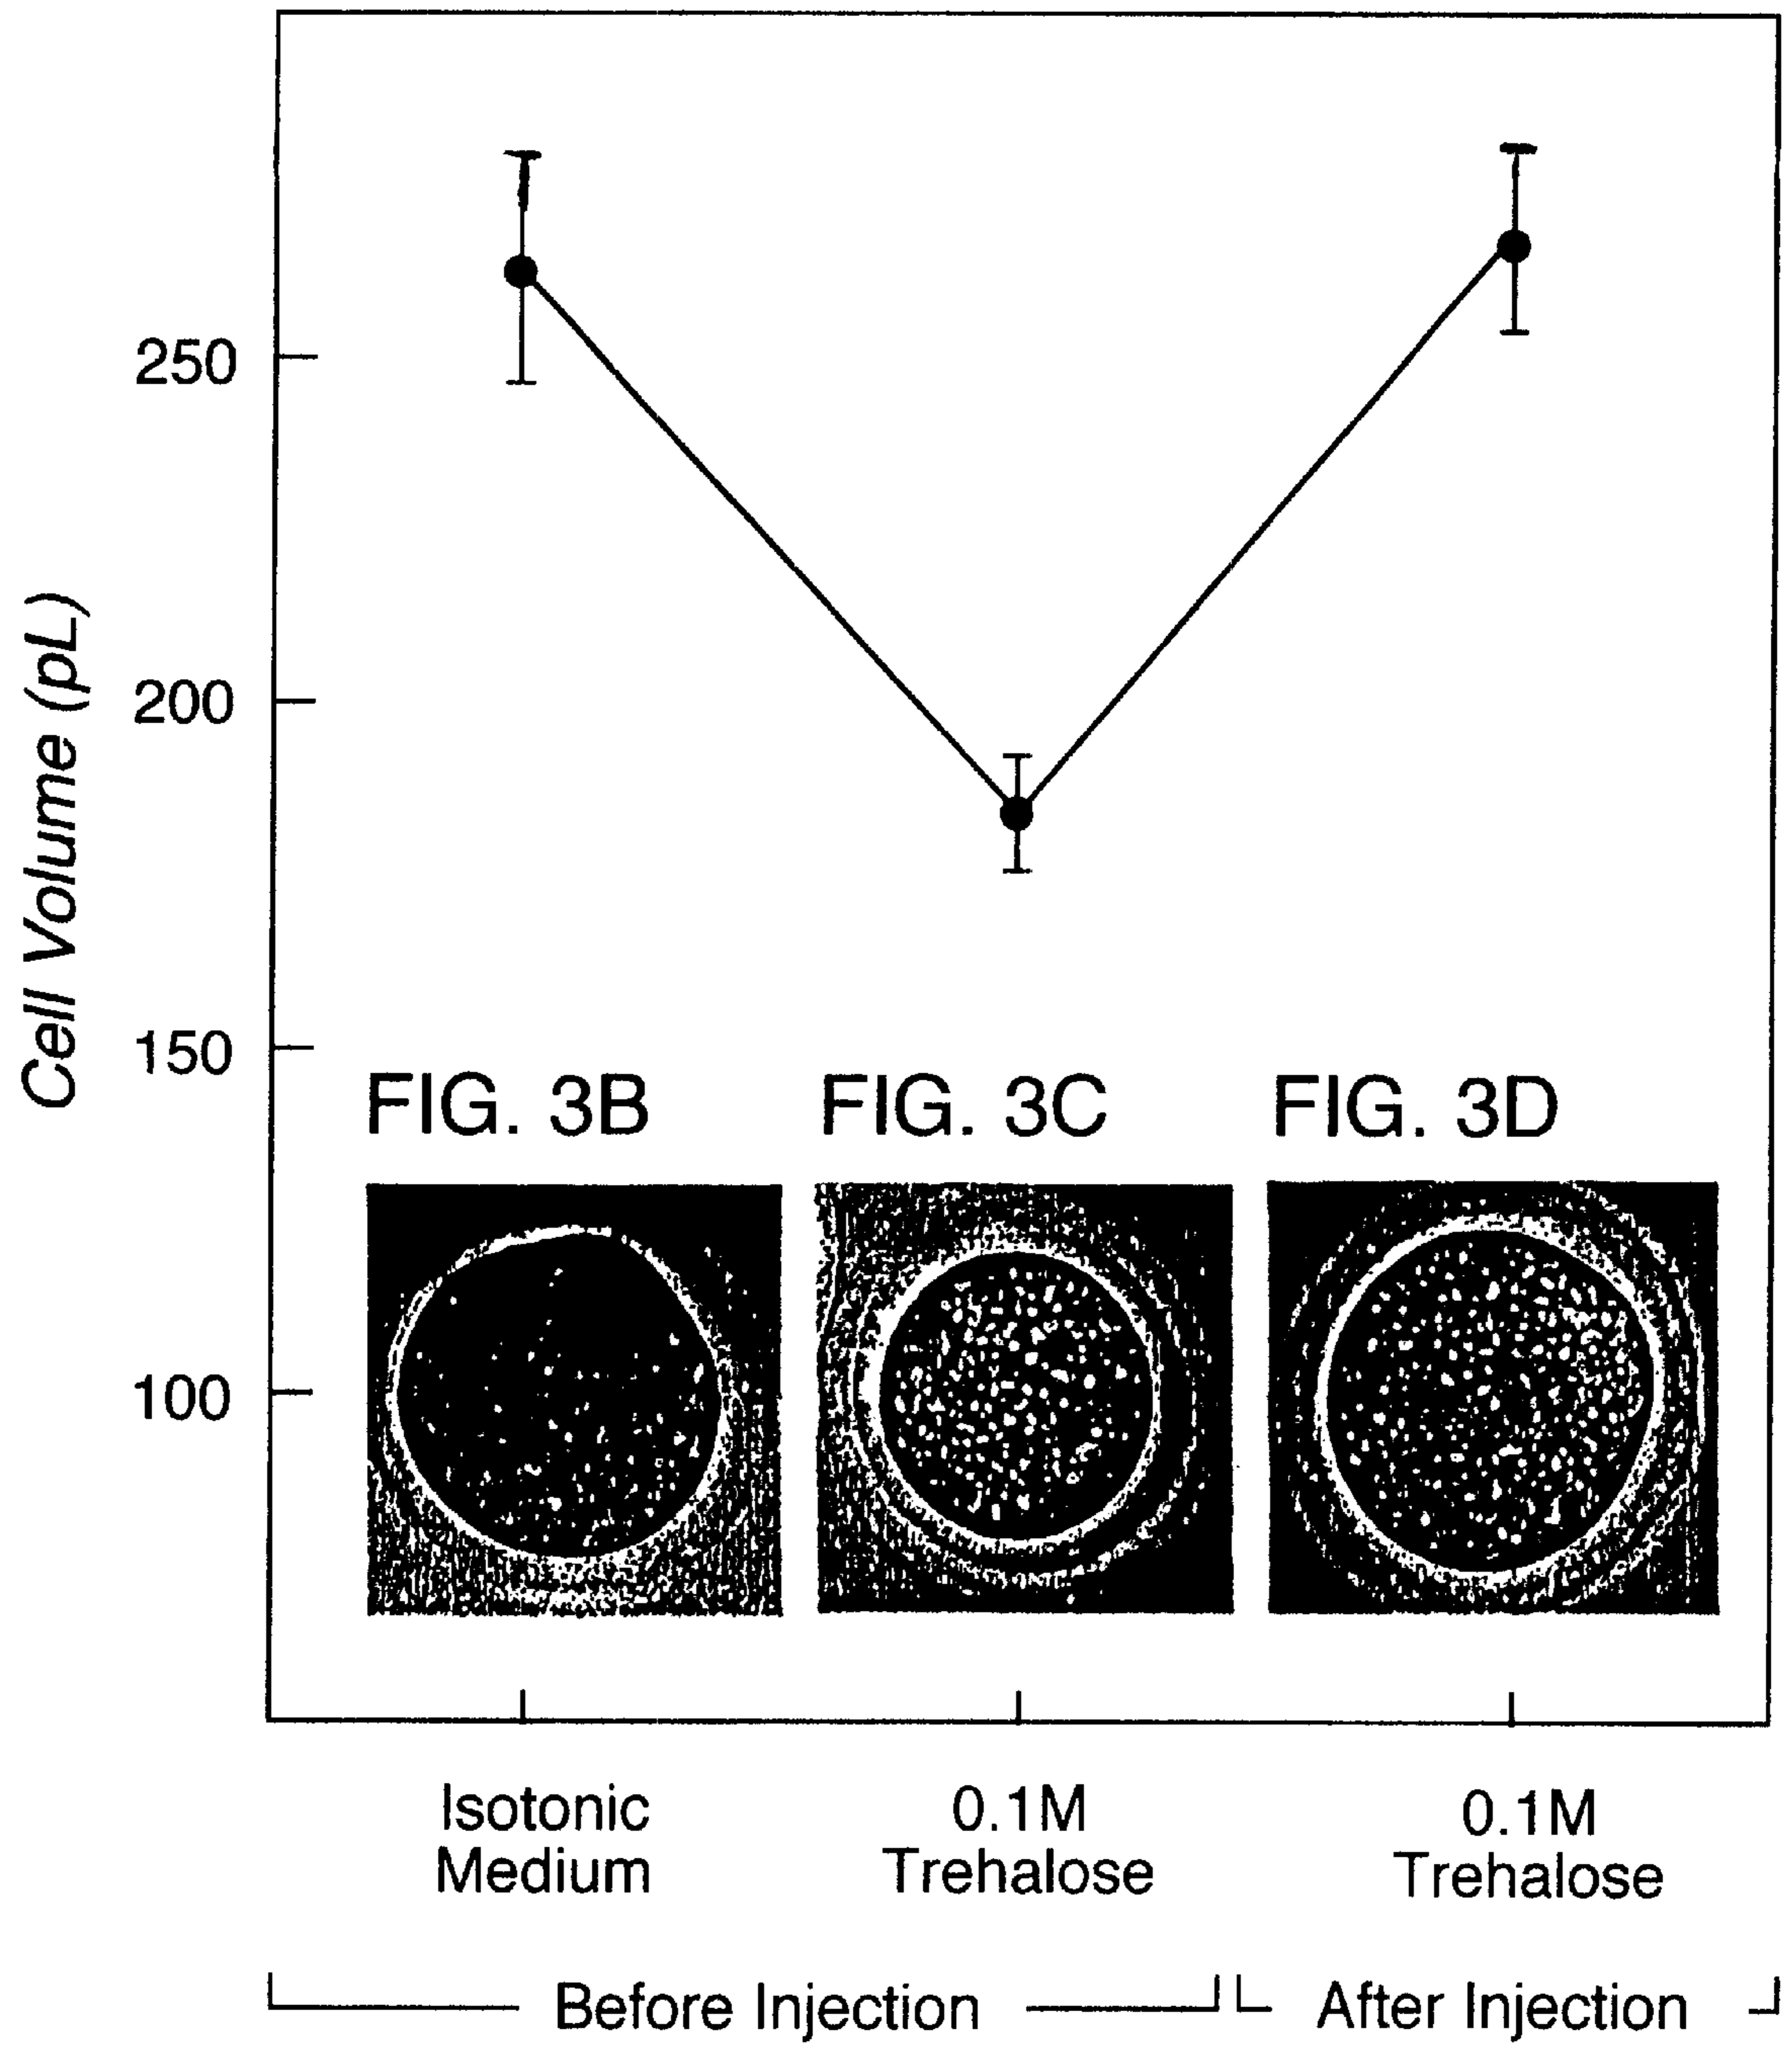 Cell Volume (pL)
250
200
150
100
FIG. 3B
FIG. 3C
FIG. 3D
Isotonic
Medium
0.1M
Trehalose
0.1M
Trehalose
Before Injection
After Injection